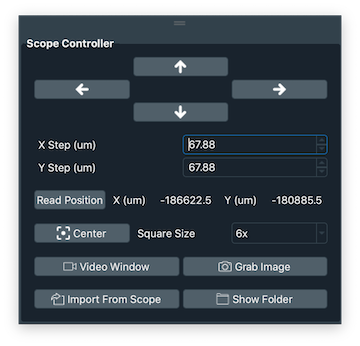 Scope Controller
X Step (um) 67.88
Y Step (um) 67.88
Read Position X (um) -186622.5 Y (um) -180885.5
Center Square Size 6x
Video Window Grab Image
Import From Scope Show Folder